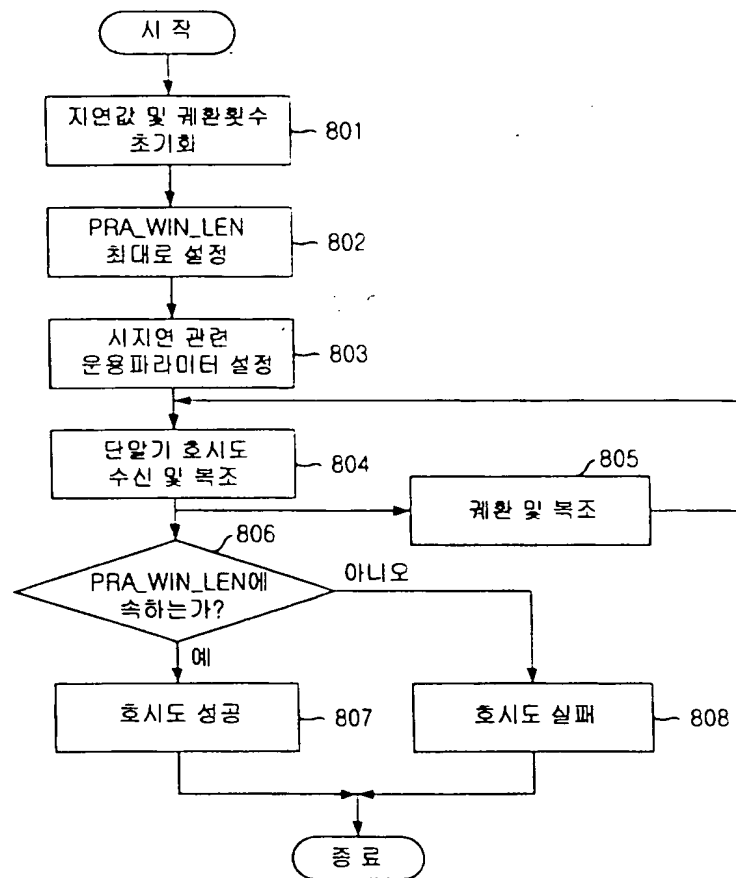 시 작
지연값 및 궤환횟수
초기화
801
PRA_WIN_LEN
최대로 설정
802
시지연 관련
운용파라미터 설정
803
단말기 호시도
수신 및 복조
804
805
궤환 및 복조
806
PRA_WIN_LEN에
속하는가?
아니오
예
호시도 성공
807
호시도 실패
808
종 료